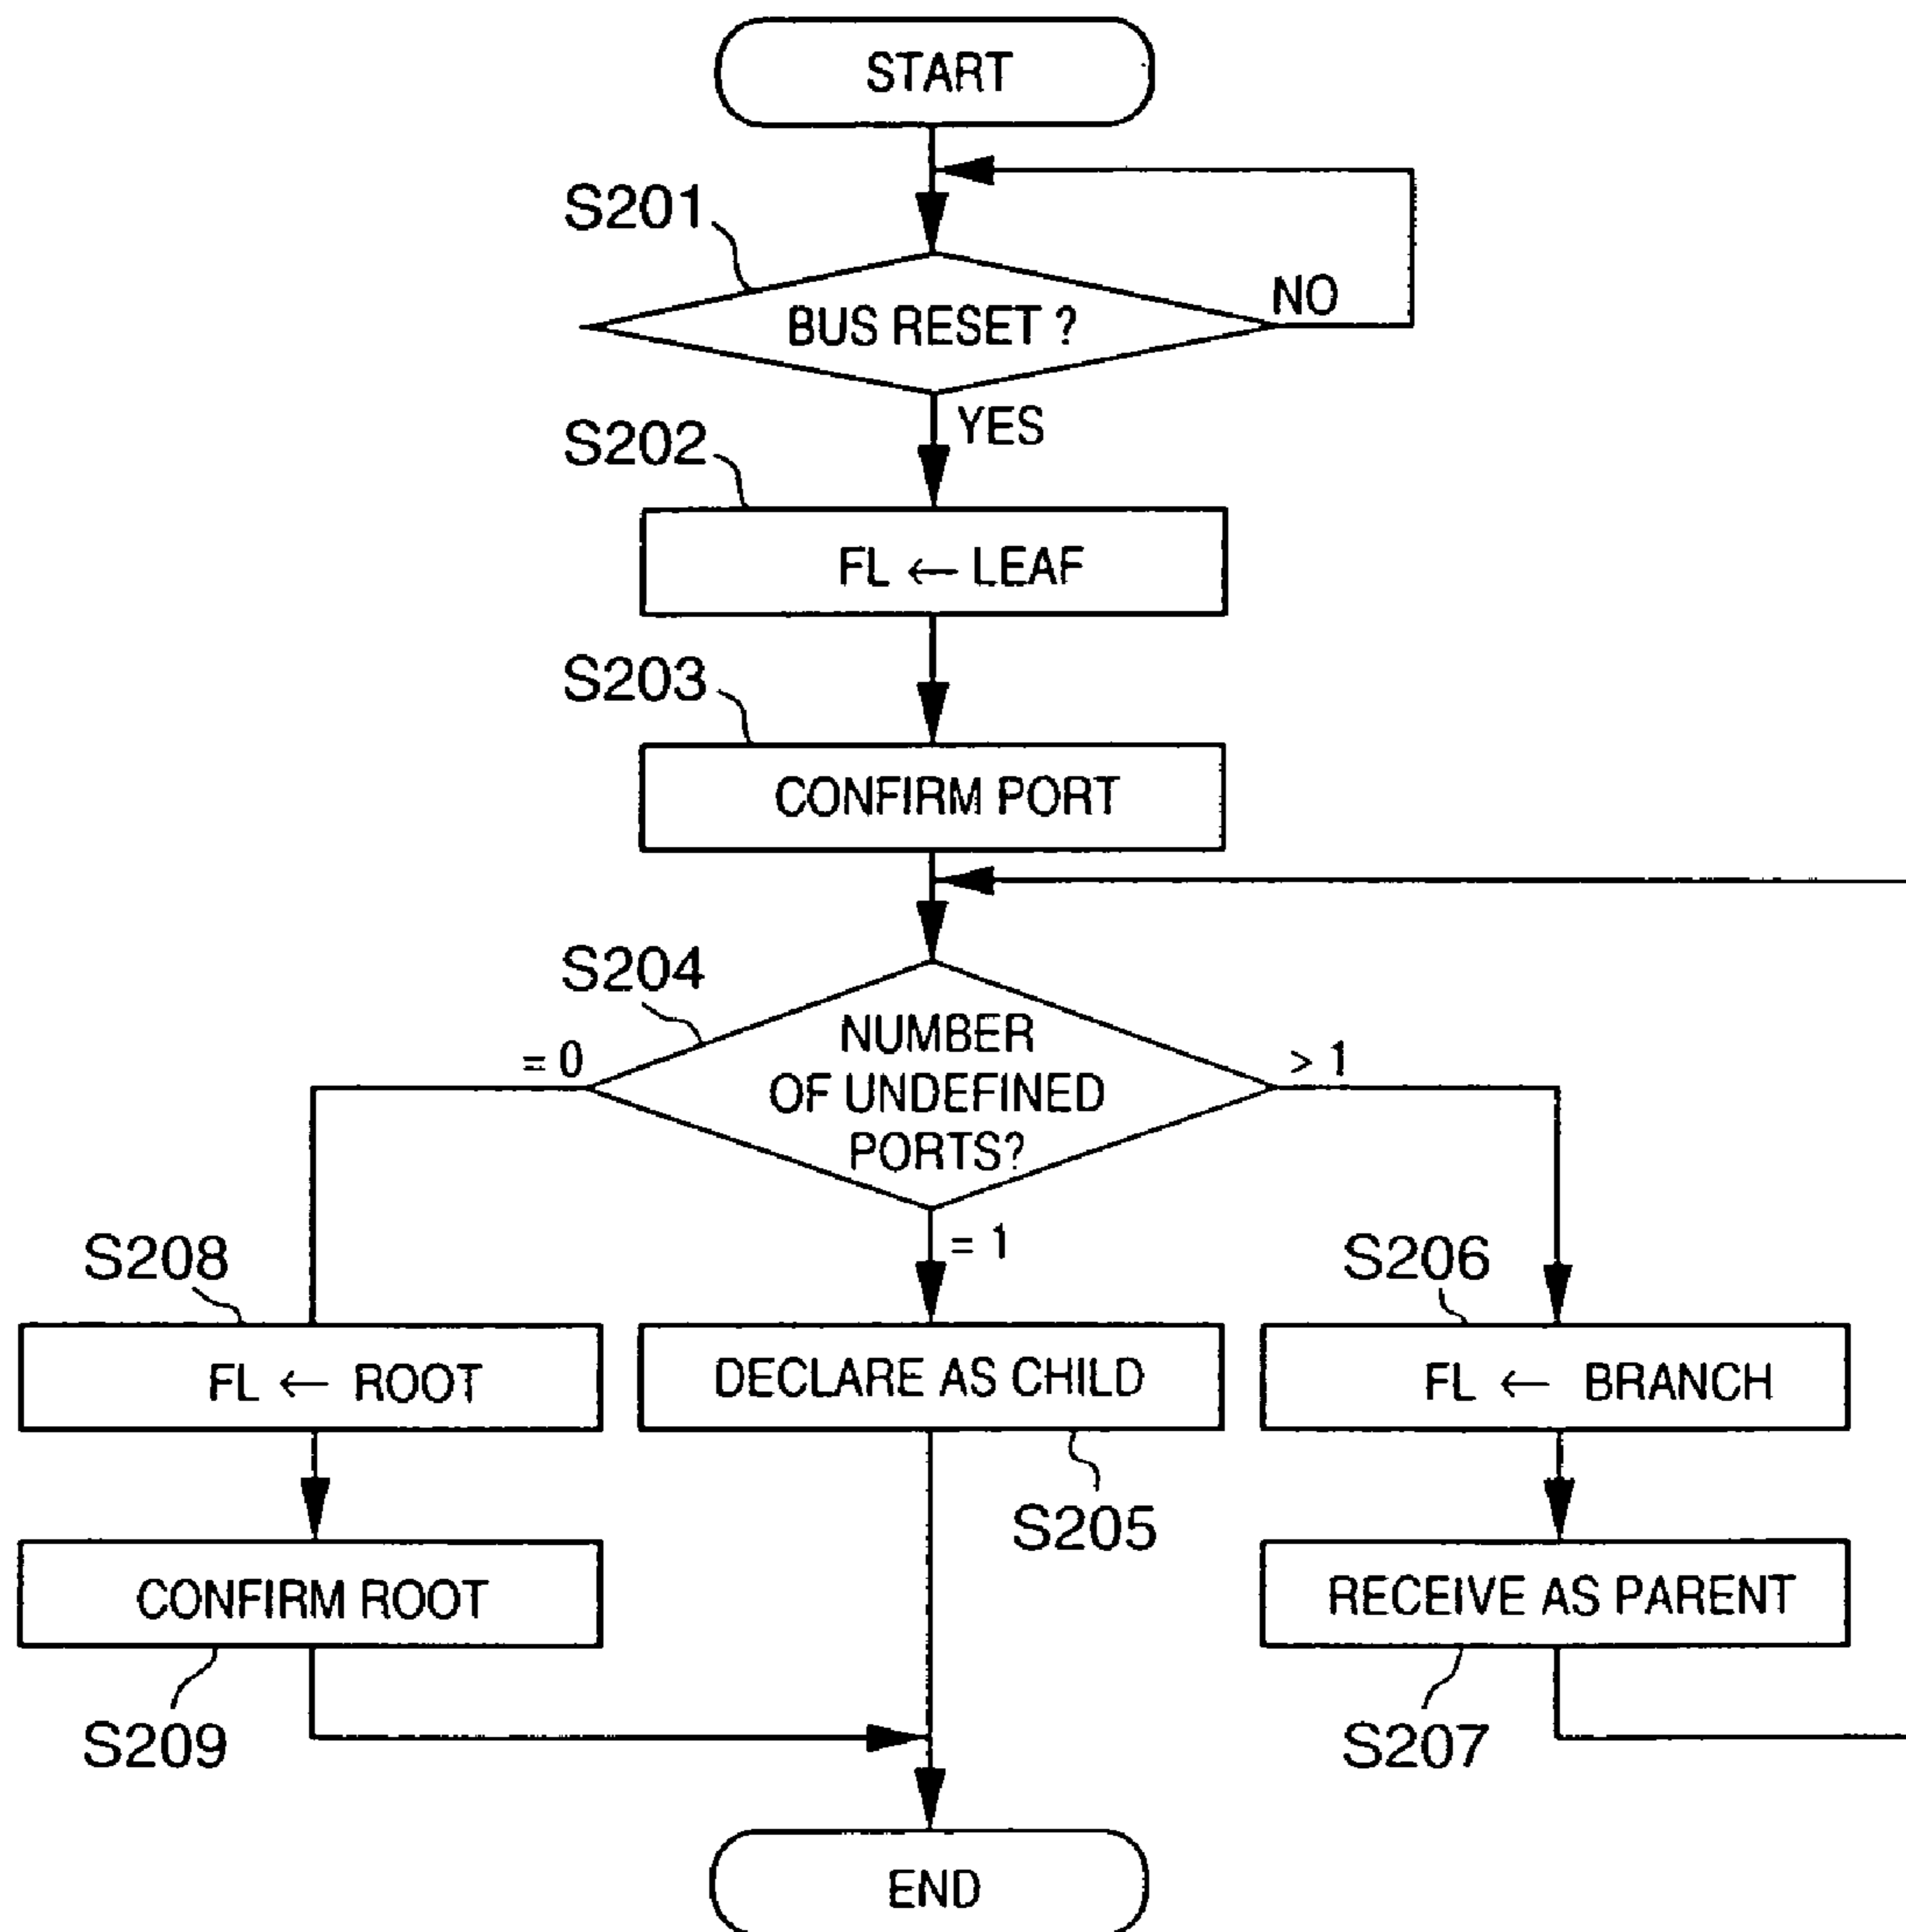 START
S201
BUS RESET ?
NO
YES
S202
FL ← LEAF
S203
CONFIRM PORT
S204
NUMBER
OF UNDEFINED
PORTS?
= 0
> 1
= 1
S208
S206
FL ← ROOT
DECLARE AS CHILD
FL ← BRANCH
S205
CONFIRM ROOT
RECEIVE AS PARENT
S209
S207
END